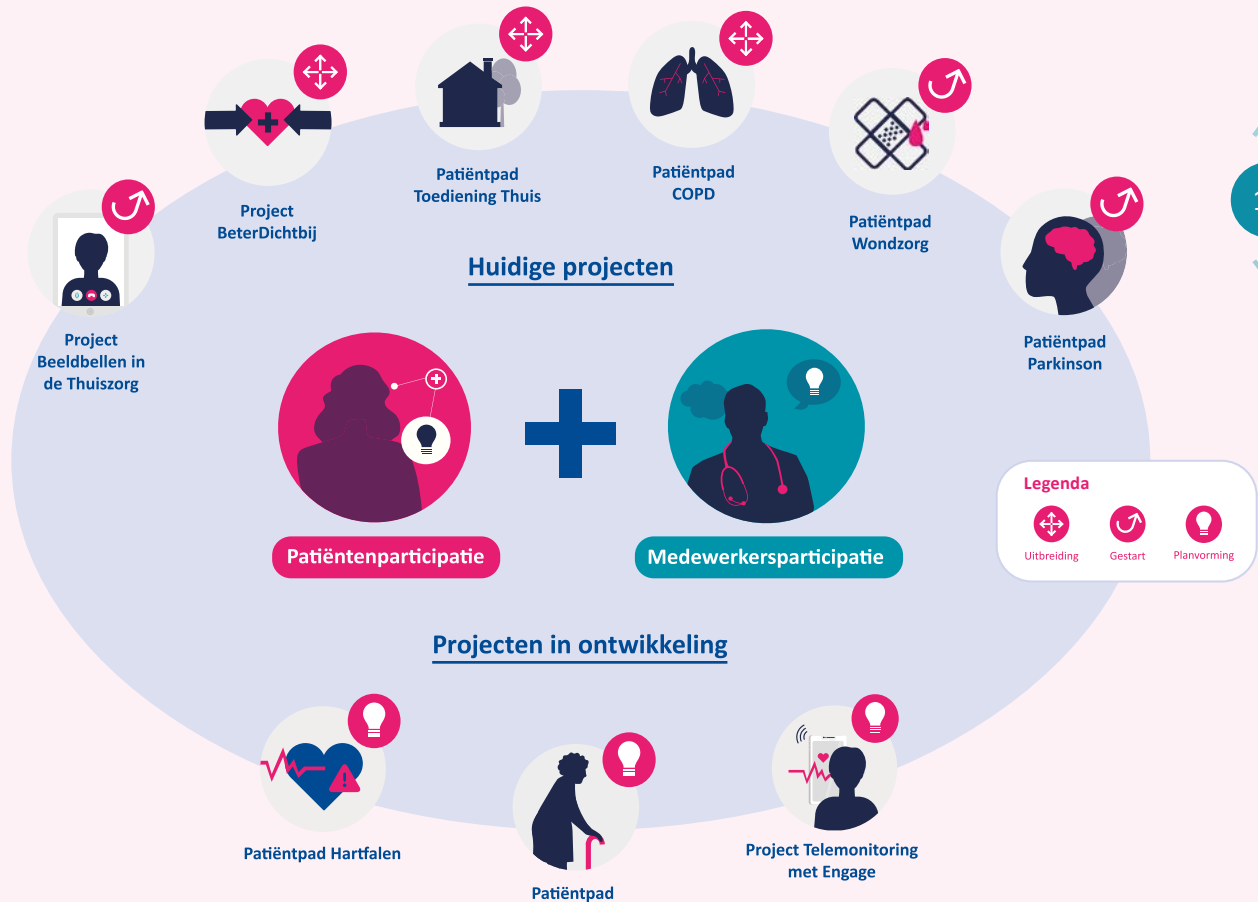 Patiëntpad
Toediening Thuis
Patiëntpad
COPD
Project
BeterDichtbij
Patiëntpad
Wondzorg
Huidige projecten
Project
Beeldbellen in
de Thuiszorg
Patiëntpad
Parkinson
Legenda
Uitbreiding
Gestart
Planvorming
Patiëntenparticipatie
Medewerkersparticipatie
Projecten in ontwikkeling
Patiëntpad Hartfalen
Patiëntpad
Project Telemonitoring
met Engage